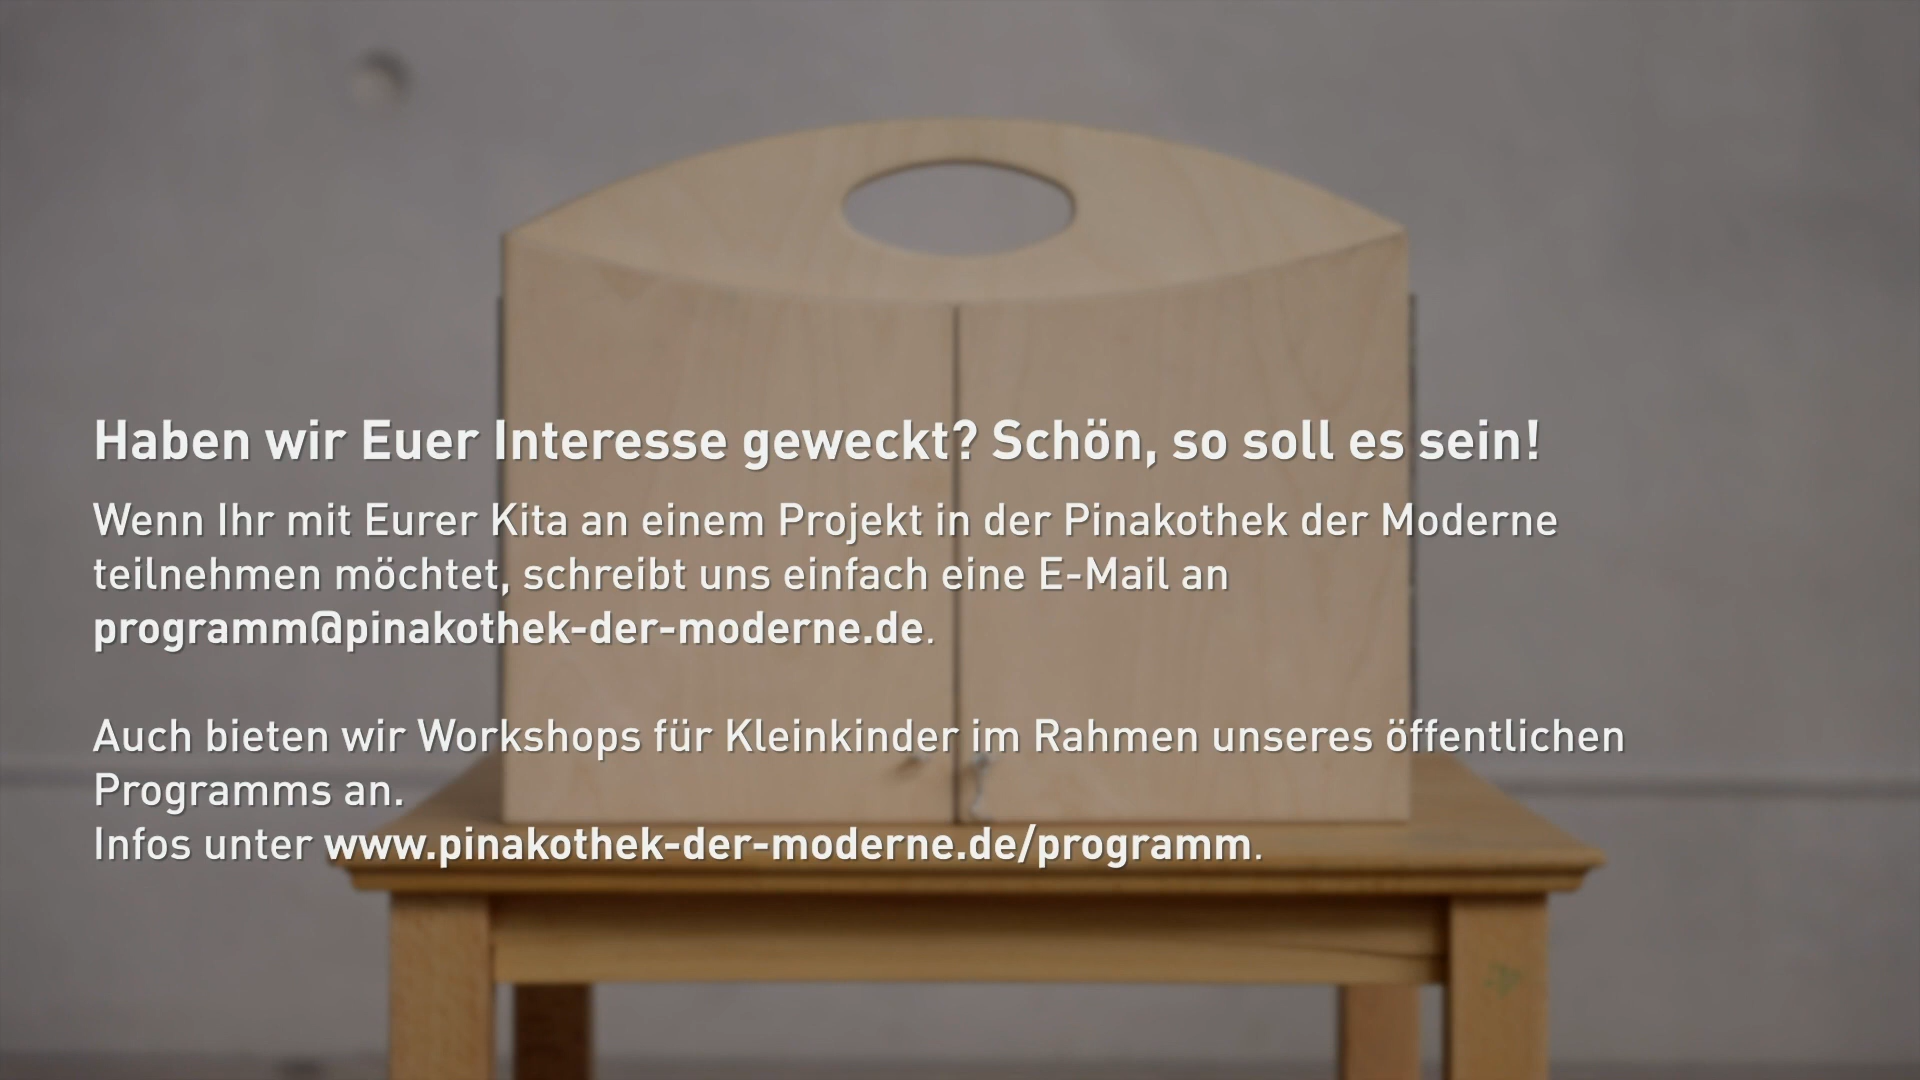 Haben wir Euer Interesse geweckt? Schön, so soll es sein!
Wenn Ihr mit Eurer Kita an einem Projekt in der Pinakothek der Moderne
teilnehmen möchtet, schreibt uns einfach eine E-Mail an
programm@pinakothek-der-moderne.de.
Auch bieten wir Workshops für Kleinkinder im Rahmen unseres öffentlichen
Programms an.
Infos unter www.pinakothek-der-moderne.de/programm.